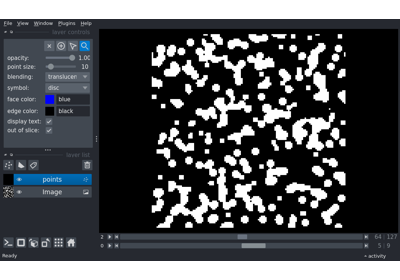 File View Window Plugins Help
layer controls
opacity: 1.00
point size: 10
blending: translucen
symbol: disc
face color: blue
edge color: black
display text:
out of slice:
layer list
points
Image
2 64 127
0 5 9
Ready activity